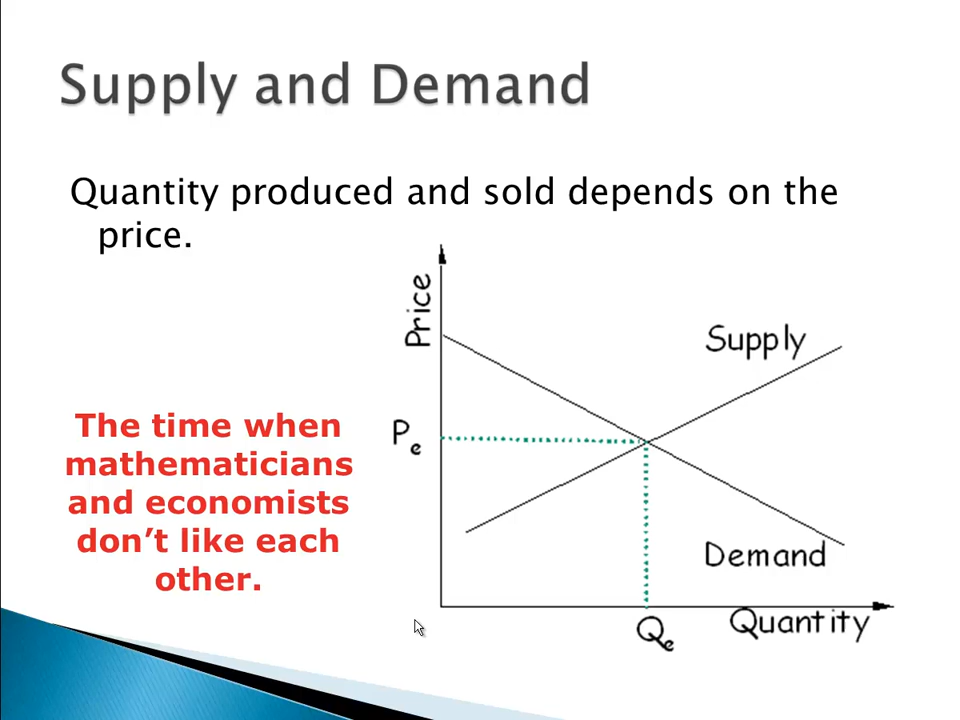 Supply and Demand
Quantity produced and sold depends on the
price.
Price
Supply
The time when
mathematicians
and economists
don’t like each
other.
Pe
Demand
Quantity
Qe